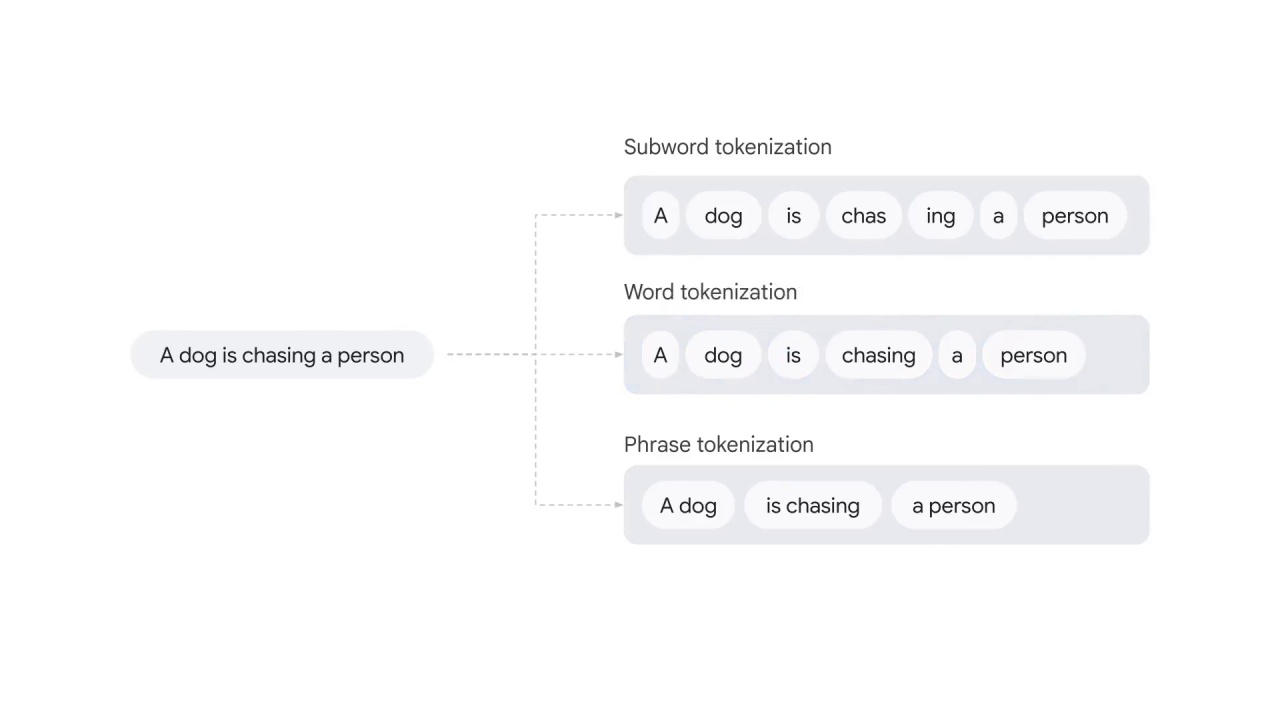 Subword tokenization
A dog is chas ing a person
Word tokenization
A dog is chasing a person
A dog is chasing a person
Phrase tokenization
A dog is chasing a person